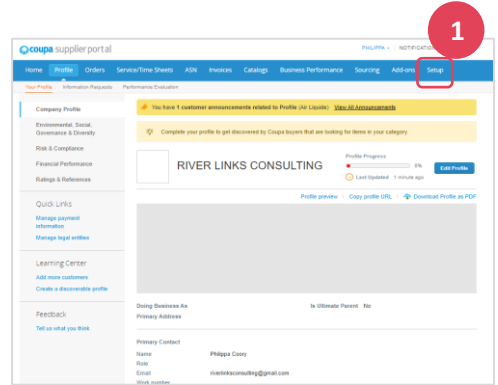 1
coupa supplierportal
PHILIPPA NOTIFICAT
Home Profile Orders Service/Time Sheets ASN Invoices Catalogs Business Performance Sourcing Add-ons Setup
Your Profile Information Requests Performance Evaluation
Company Profile
Environmental, Social,
Governance & Diversity
Risk & Compliance
Financial Performance
Ratings & References
Quick Links
Manage payment
information
Manage legal entities
Learning Center
Add more customers
Create a discoverable profile
Feedback
Tell us what you think
You have 1 customer announcements related to Profile (Air Liquide) View All Announcements
Complete your profile to get discovered by Coupa buyers that are looking for items in your category.
RIVER LINKS CONSULTING
Profile Progress
0%
Last Updated 1 minute ago
Edit Profile
Profile preview | Copy profile URL | Download Profile as PDF
Doing Business As
Is Ultimate Parent No
Primary Address
Primary Contact
Name Philippa Coory
Role
Email riverlinksconsulting@gmail.com
Work number